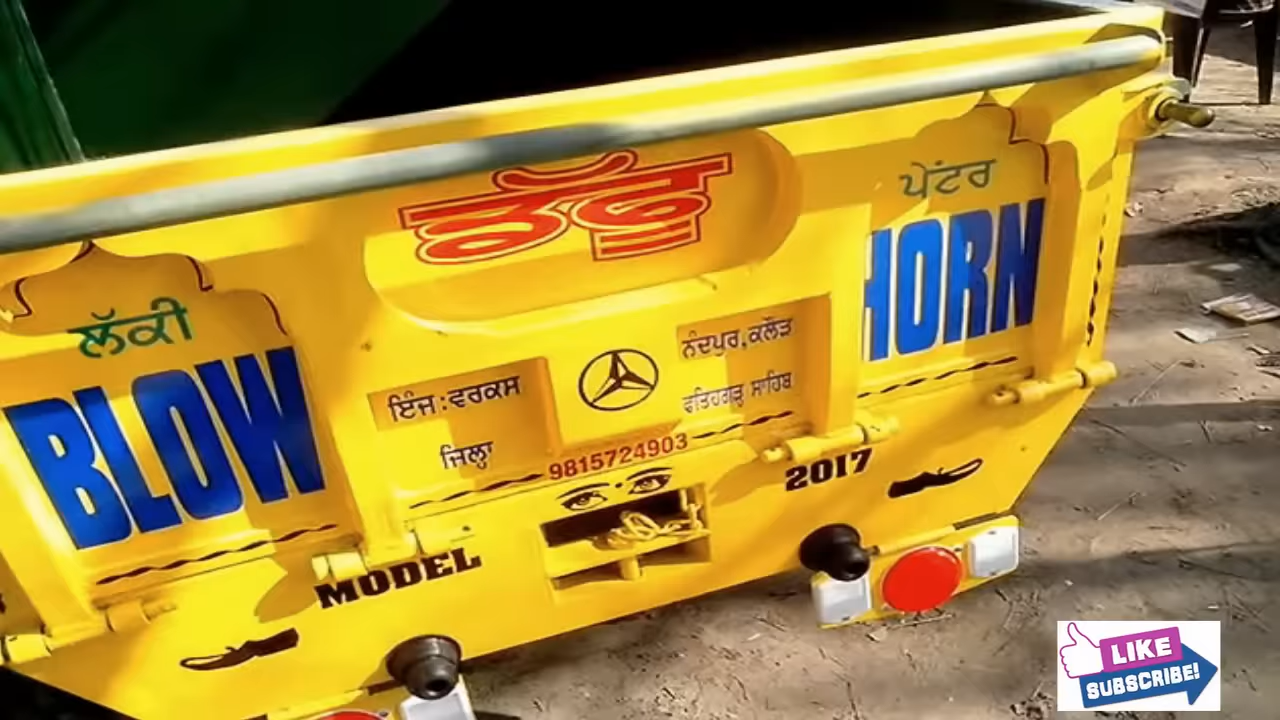 ਡੱਢੂ
ਲੱਕੀ
ਪੇਂਟਰ
BLOW
HORN
ਇੰਜ:ਵਰਕਸ
ਨੰਦਪੁਰ,ਕਲੌੜ
ਜਿਲ੍ਹਾ
ਫਤਿਹਗੜ੍ਹ ਸਾਹਿਬ
9815724903
MODEL
2017
LIKE
SUBSCRIBE!